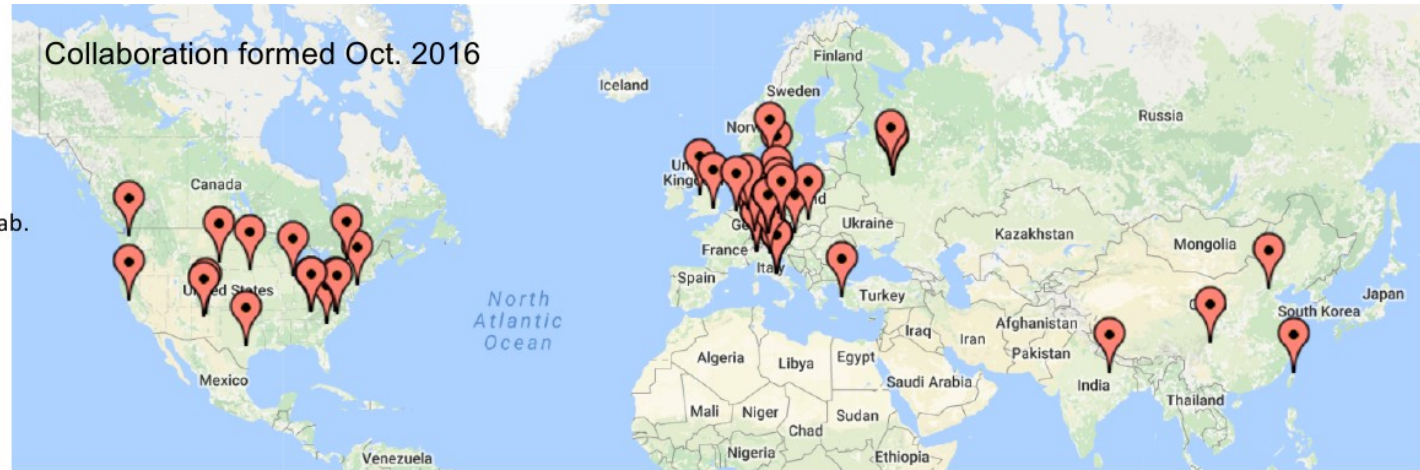 Collaboration formed Oct. 2016
Finland
Iceland
Sweden
Russia
Canada
ab.
Ukraine
Kazakhstan
Mongolia
France
Italy
United States
Spain
North
Atlantic
Ocean
Turkey
Japan
South Korea
Iraq
Iran
Afghanistan
Pakistan
Algeria
Libya
Egypt
Mexico
Saudi Arabia
India
Thailand
Mali
Niger
Chad
Sudan
Venezuela
Nigeria
Ethiopia